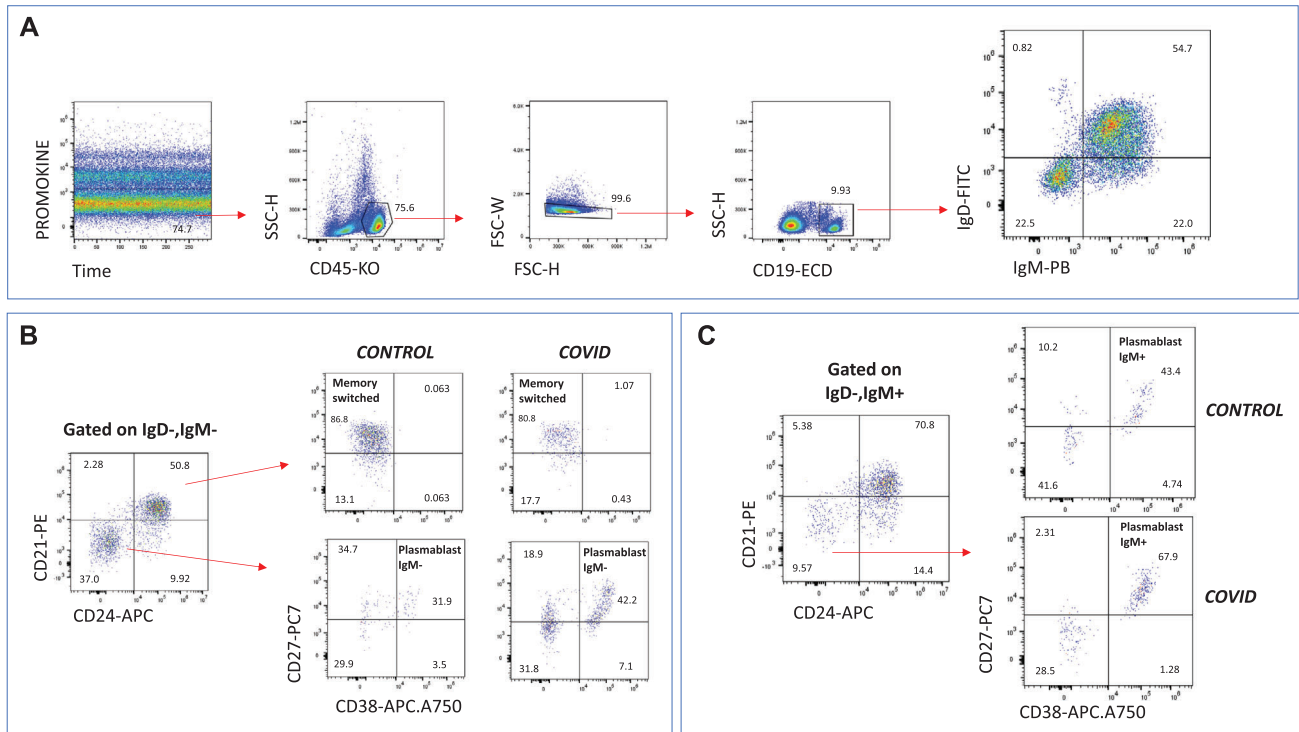 A
PROMOKINE
74.7
Time
SSC-H
75.6
CD45-KO
FSC-W
99.6
FSC-H
SSC-H
9.93
CD19-ECD
IgD-FITC
0.82
54.7
22.5
22.0
IgM-PB
B
CONTROL
COVID
Gated on IgD-,IgM-
CD21-PE
2.28
50.8
37.0
9.92
CD24-APC
Memory
switched
0.063
86.8
13.1
0.063
Memory
switched
1.07
80.8
17.7
0.43
34.7
Plasmablast
IgM-
31.9
29.9
3.5
18.9
Plasmablast
IgM-
42.2
31.8
7.1
CD27-PC7
CD38-APC.A750
C
Gated on
IgD-,IgM+
CD21-PE
5.38
70.8
9.57
14.4
CD24-APC
10.2
Plasmablast
IgM+
43.4
41.6
4.74
CONTROL
2.31
Plasmablast
IgM+
67.9
28.5
1.28
COVID
CD27-PC7
CD38-APC.A750